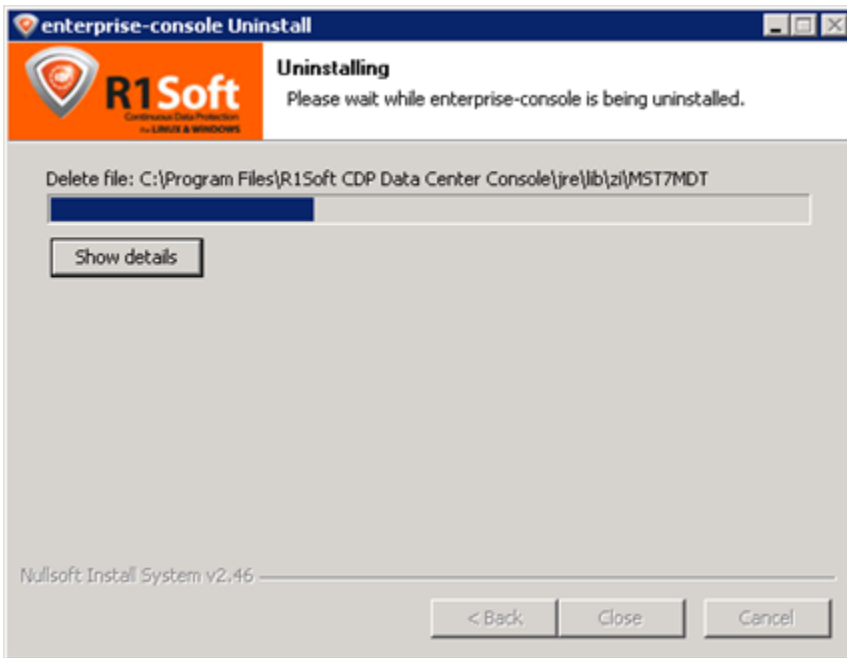 enterprise-console Uninstall
R1Soft
Continuous Data Protection
for LINUX & WINDOWS
Uninstalling
Please wait while enterprise-console is being uninstalled.
Delete file: C:\Program Files\R1Soft CDP Data Center Console\jre\lib\zi\MST7MDT
Show details
Nullsoft Install System v2.46
< Back
Close
Cancel